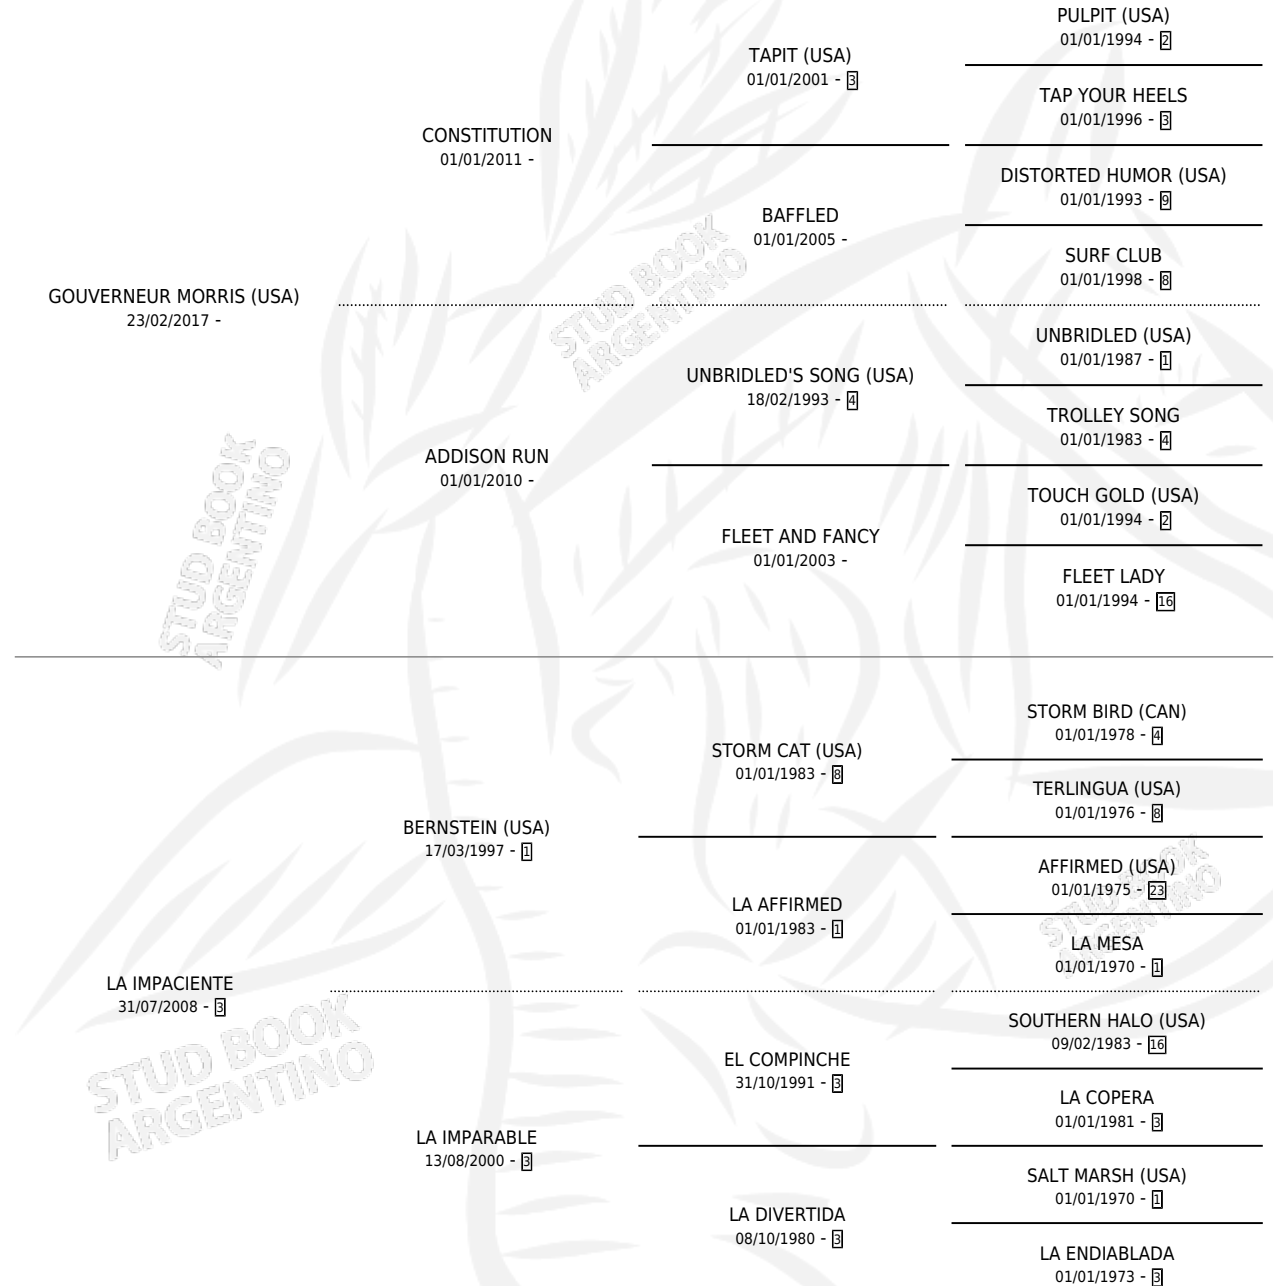 PULPIT (USA)
01/01/1994 - 2
TAPIT (USA)
01/01/2001 - 3
TAP YOUR HEELS
01/01/1996 - 3
CONSTITUTION
01/01/2011 -
DISTORTED HUMOR (USA)
01/01/1993 - 9
BAFFLED
01/01/2005 -
SURF CLUB
01/01/1998 - 8
GOUVERNEUR MORRIS (USA)
23/02/2017 -
UNBRIDLED (USA)
01/01/1987 - 1
UNBRIDLED'S SONG (USA)
18/02/1993 - 4
TROLLEY SONG
01/01/1983 - 4
ADDISON RUN
01/01/2010 -
TOUCH GOLD (USA)
01/01/1994 - 2
FLEET AND FANCY
01/01/2003 -
FLEET LADY
01/01/1994 - 16
STORM BIRD (CAN)
01/01/1978 - 4
STORM CAT (USA)
01/01/1983 - 8
TERLINGUA (USA)
01/01/1976 - 8
BERNSTEIN (USA)
17/03/1997 - 1
AFFIRMED (USA)
01/01/1975 - 23
LA AFFIRMED
01/01/1983 - 1
LA MESA
01/01/1970 - 1
LA IMPACIENTE
31/07/2008 - 3
SOUTHERN HALO (USA)
09/02/1983 - 16
EL COMPINCHE
31/10/1991 - 3
LA COPERA
01/01/1981 - 3
LA IMPARABLE
13/08/2000 - 3
SALT MARSH (USA)
01/01/1970 - 1
LA DIVERTIDA
08/10/1980 - 3
LA ENDIABLADA
01/01/1973 - 3
STUD BOOK
ARGENTINO
STUD BOOK
ARGENTINO
STUD BOOK
ARGENTINO
STUD BOOK
ARGENTINO